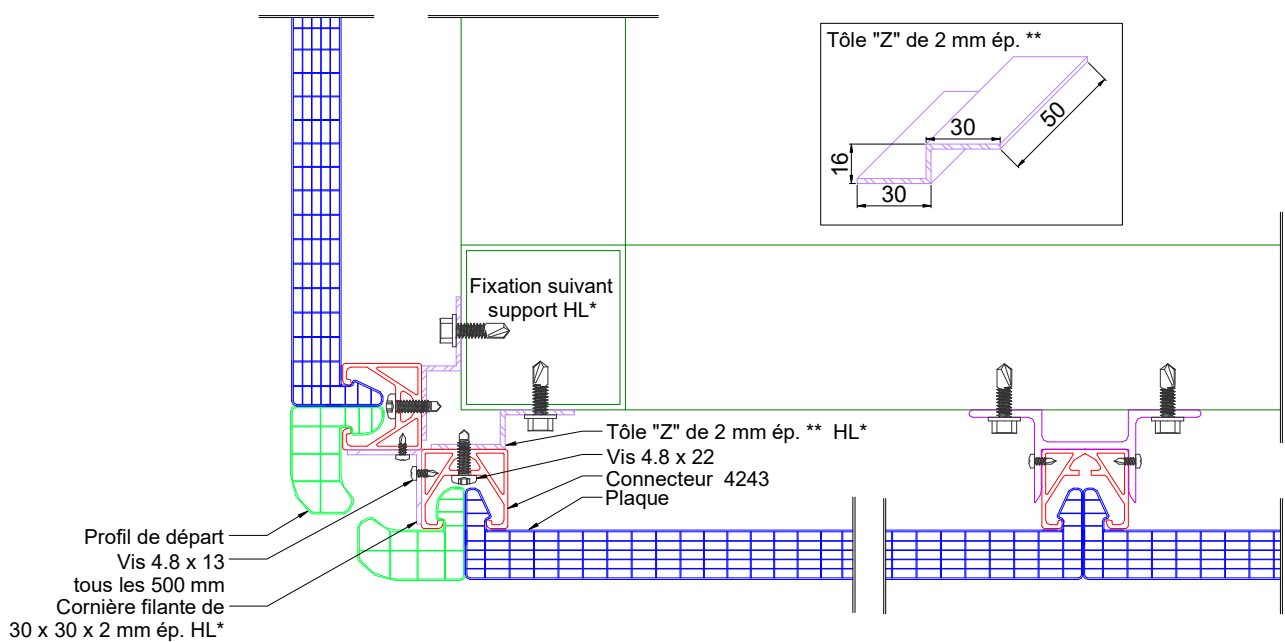 Tôle "Z" de 2 mm ép. **
30
50
16
30
Fixation suivant
support HL*
Tôle "Z" de 2 mm ép. ** HL*
Vis 4.8 x 22
Connecteur 4243
Plaque
Profil de départ
Vis 4.8 x 13
tous les 500 mm
Cornière filante de
30 x 30 x 2 mm ép. HL*